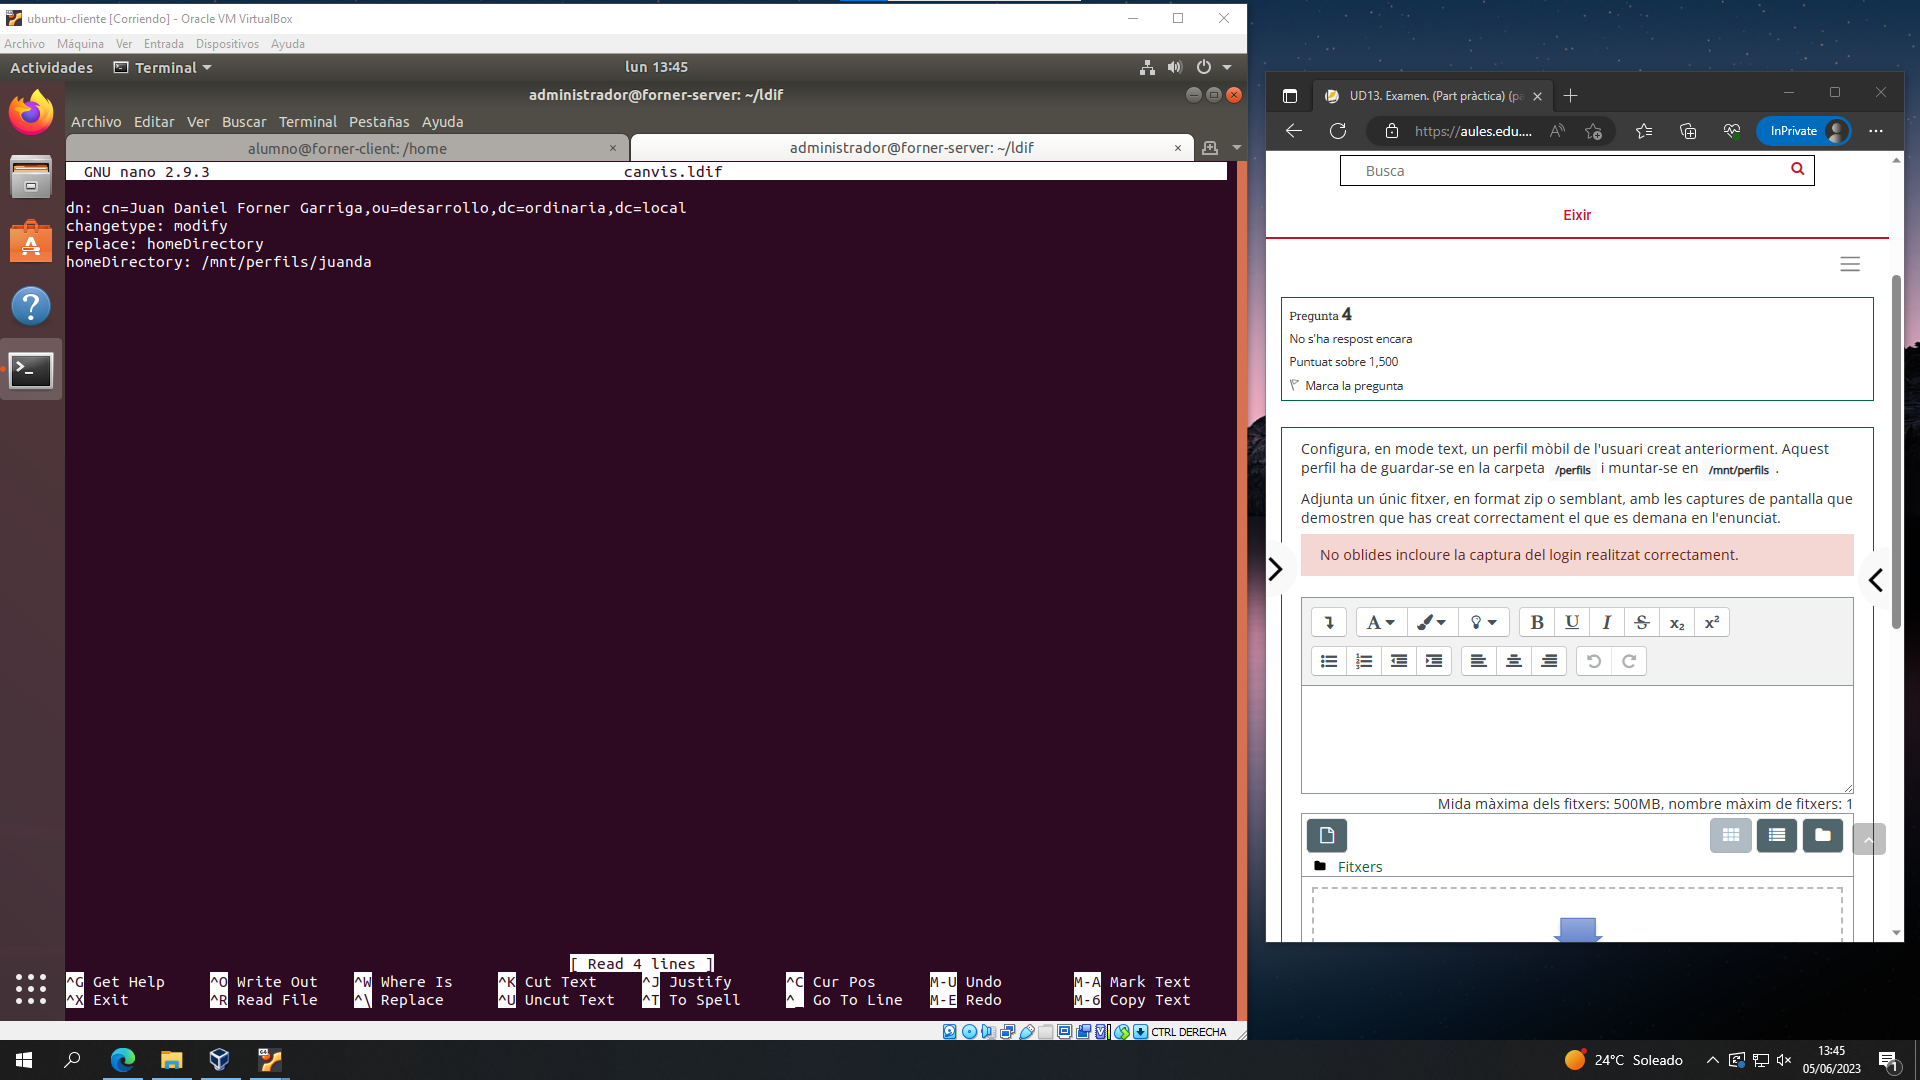 ubuntu-cliente [Corriendo] - Oracle VM VirtualBox
Archivo Máquina Ver Entrada Dispositivos Ayuda
Actividades Terminal lun 13:45
administrador@forner-server: ~/ldif
Archivo Editar Ver Buscar Terminal Pestañas Ayuda
alumno@forner-client: /home × administrador@forner-server: ~/ldif ×
GNU nano 2.9.3 canvis.ldif
dn: cn=Juan Daniel Forner Garriga,ou=desarrollo,dc=ordinaria,dc=local
changetype: modify
replace: homeDirectory
homeDirectory: /mnt/perfils/juanda
[ Read 4 lines ]
^G Get Help ^O Write Out ^W Where Is ^K Cut Text ^J Justify ^C Cur Pos M-U Undo M-A Mark Text
^X Exit ^R Read File ^\ Replace ^U Uncut Text ^T To Spell ^_ Go To Line M-E Redo M-6 Copy Text
CTRL DERECHA
UD13. Examen. (Part pràctica)
https://aules.edu.... InPrivate
Busca
Eixir
Pregunta 4
No s'ha respost encara
Puntuat sobre 1,500
Marca la pregunta
Configura, en mode text, un perfil mòbil de l'usuari creat anteriorment. Aquest
perfil ha de guardar-se en la carpeta /perfils i muntar-se en /mnt/perfils .
Adjunta un únic fitxer, en format zip o semblant, amb les captures de pantalla que
demostren que has creat correctament el que es demana en l'enunciat.
No oblides incloure la captura del login realitzat correctament.
A B U I S x₂ x²
Mida màxima dels fitxers: 500MB, nombre màxim de fitxers: 1
Fitxers
24°C Soleado
13:45
05/06/2023
1